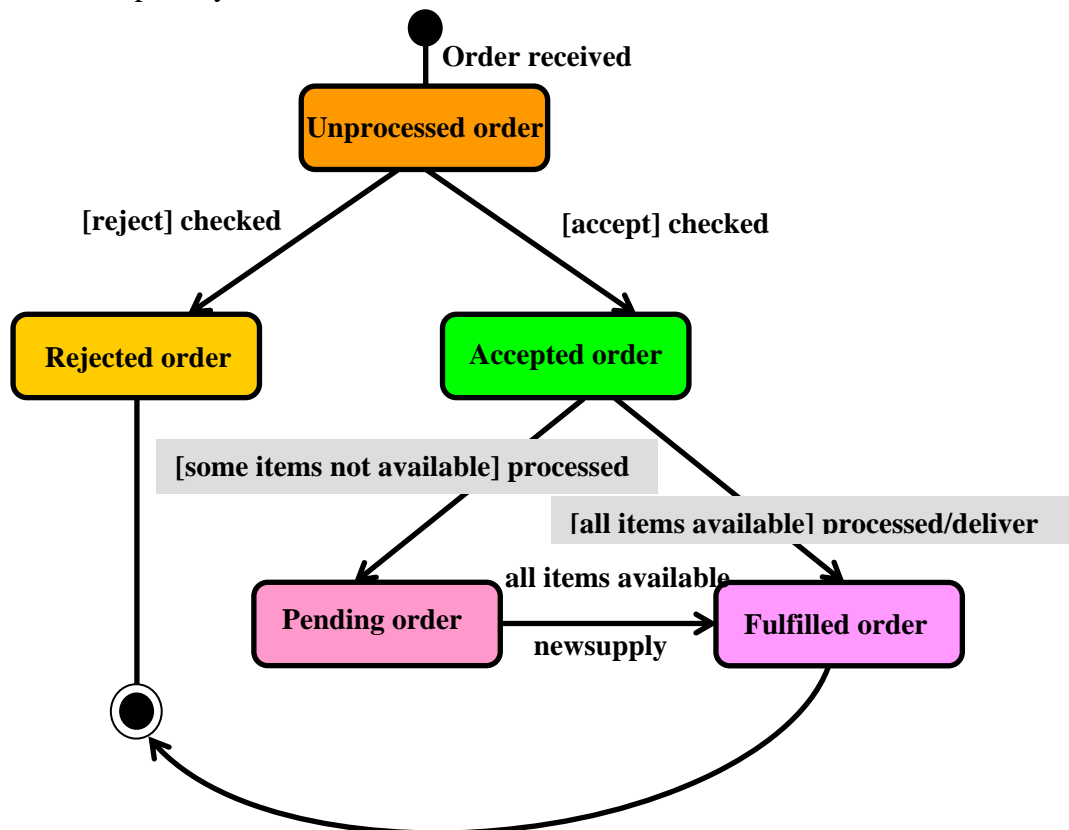 Order received
Unprocessed order
[reject] checked
[accept] checked
Rejected order
Accepted order
[some items not available] processed
[all items available] processed/deliver
all items available
Pending order
Fulfilled order
newsupply